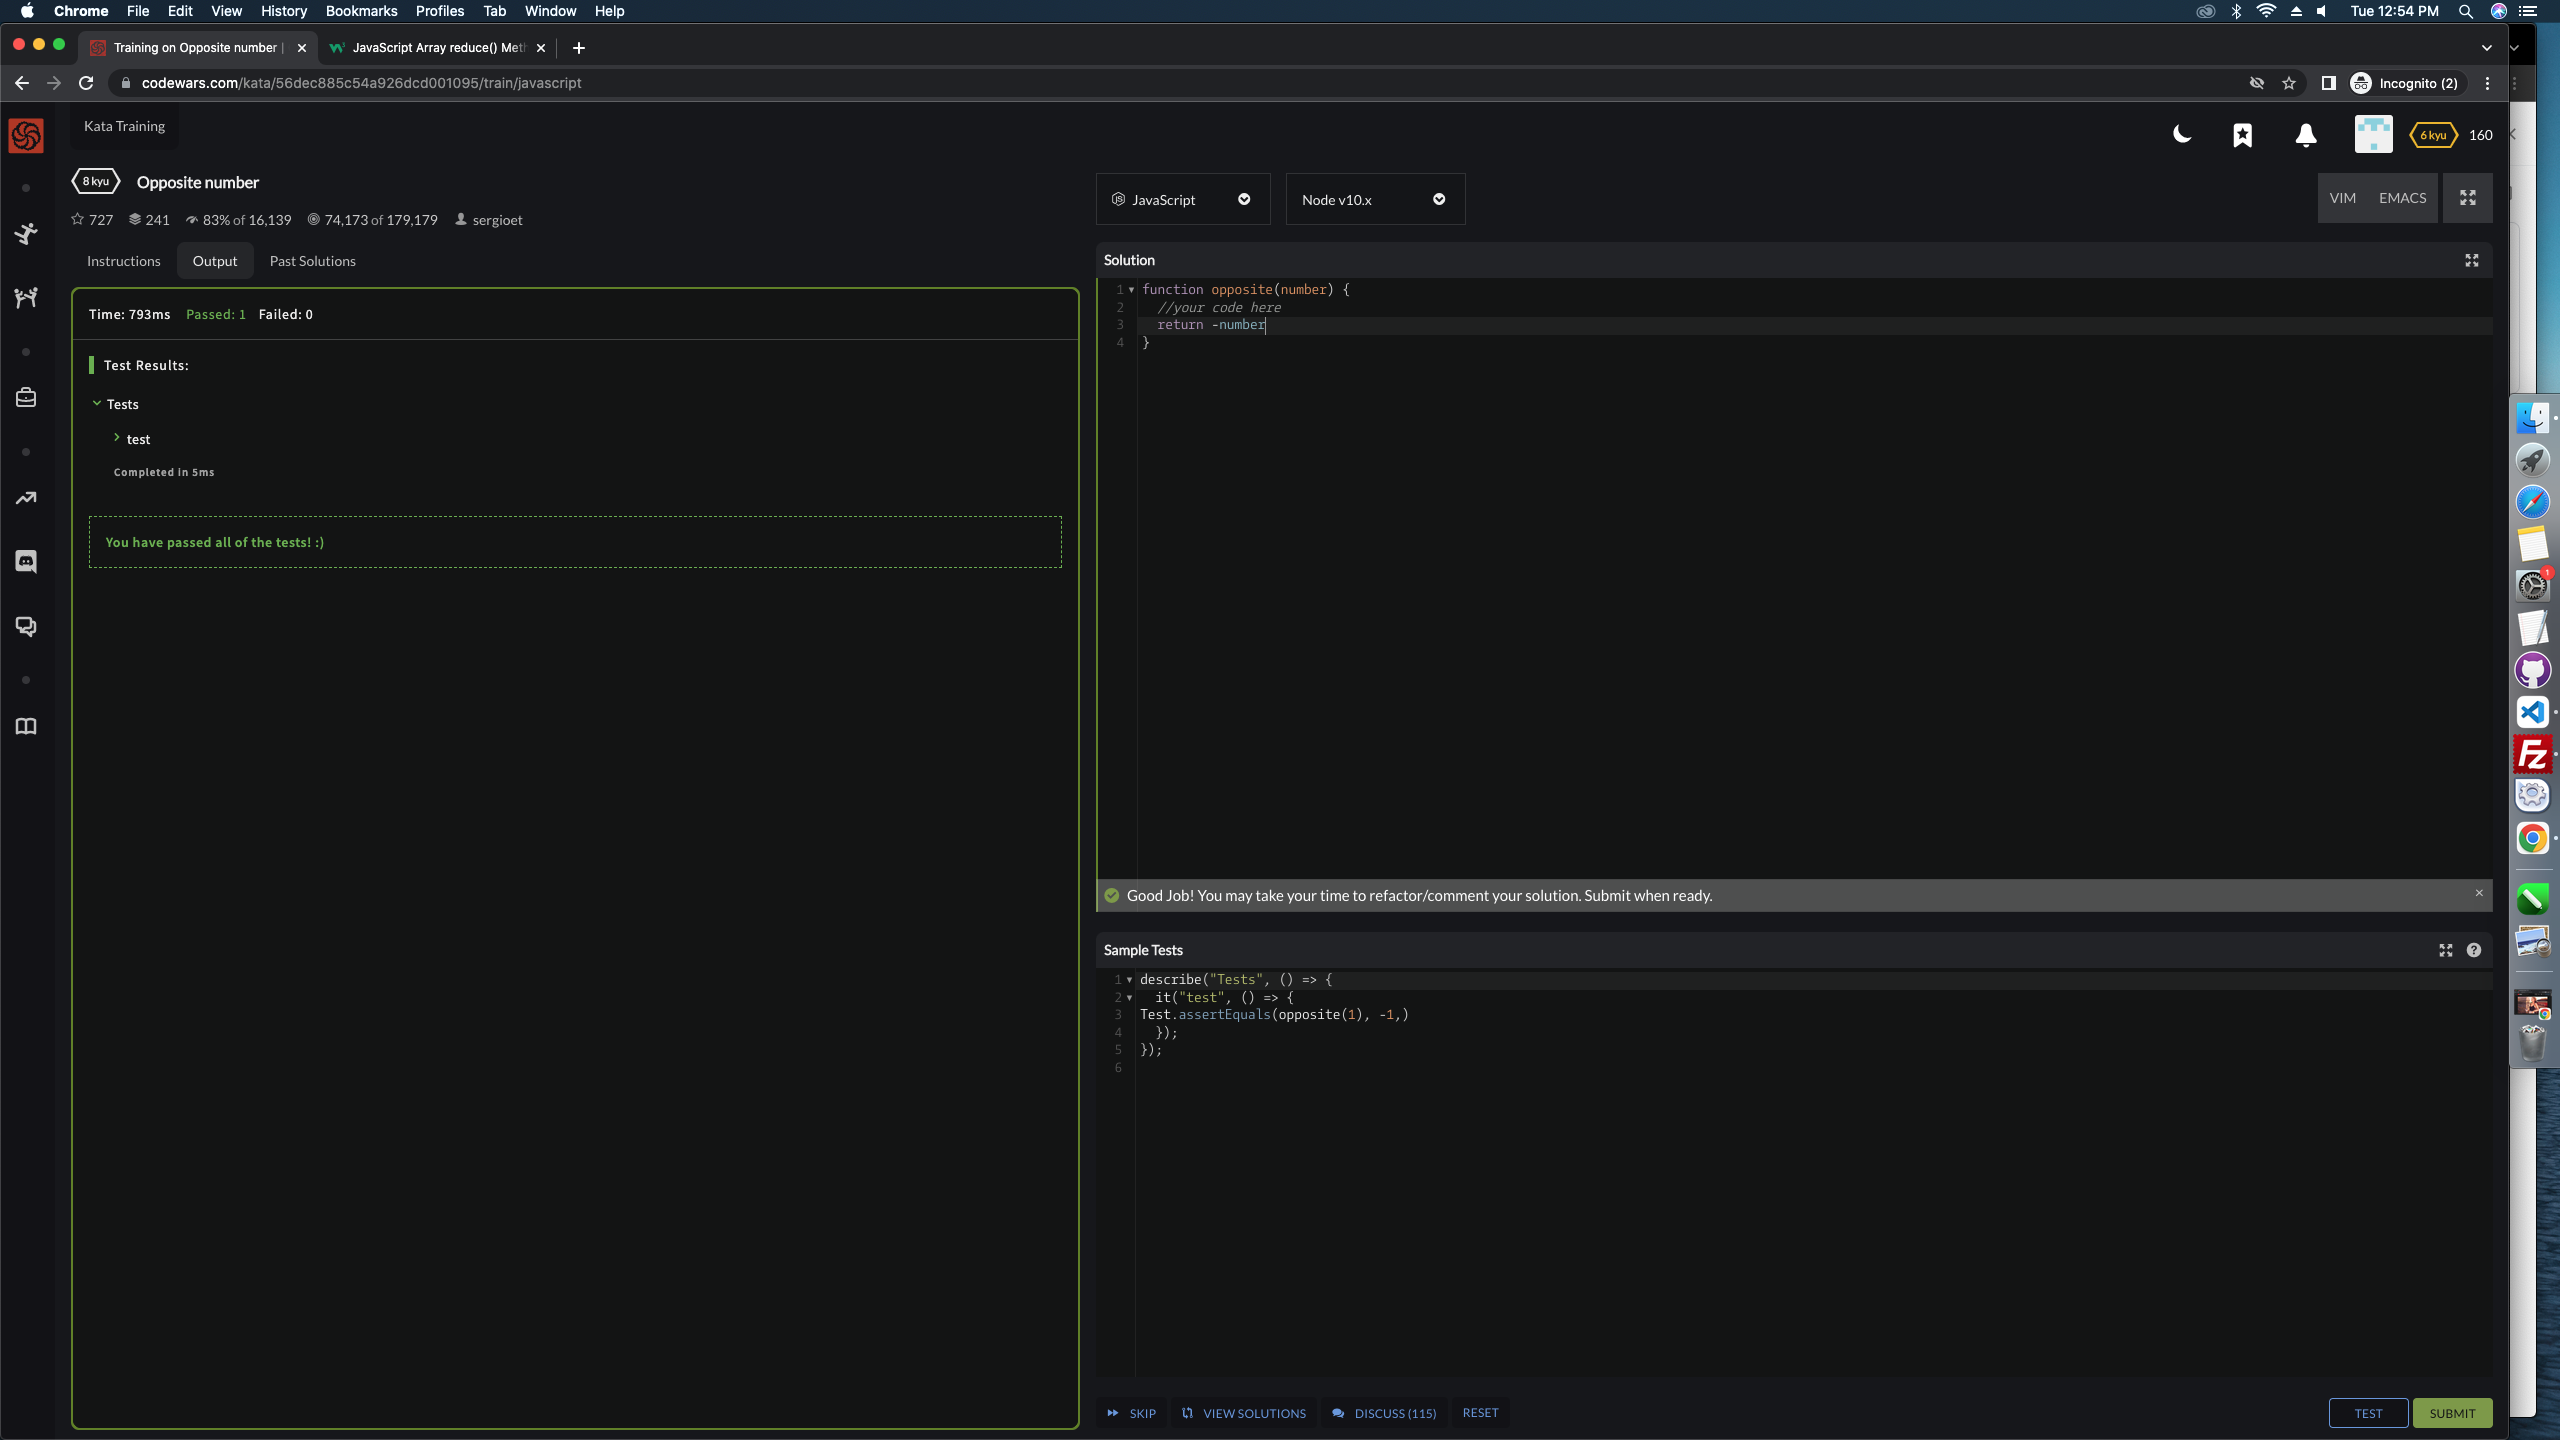 Chrome File Edit View History Bookmarks Profiles Tab Window Help
Tue 12:54 PM
Training on Opposite number |
JavaScript Array reduce() Meth
codewars.com/kata/56dec885c54a926dcd001095/train/javascript
Incognito (2)
Kata Training
6 kyu 160
8 kyu Opposite number
727 241 83% of 16,139 74,173 of 179,179 sergioet
JavaScript
Node v10.x
VIM EMACS
Instructions Output Past Solutions
Time: 793ms Passed: 1 Failed: 0
Test Results:
Tests
test
Completed in 5ms
You have passed all of the tests! :)
Solution
1 function opposite(number) {
2 //your code here
3 return -number
4 }
Good Job! You may take your time to refactor/comment your solution. Submit when ready.
Sample Tests
1 describe("Tests", () => {
2 it("test", () => {
3 Test.assertEquals(opposite(1), -1,)
4 });
5 });
6
SKIP VIEW SOLUTIONS DISCUSS (115) RESET
TEST SUBMIT
1
Fz